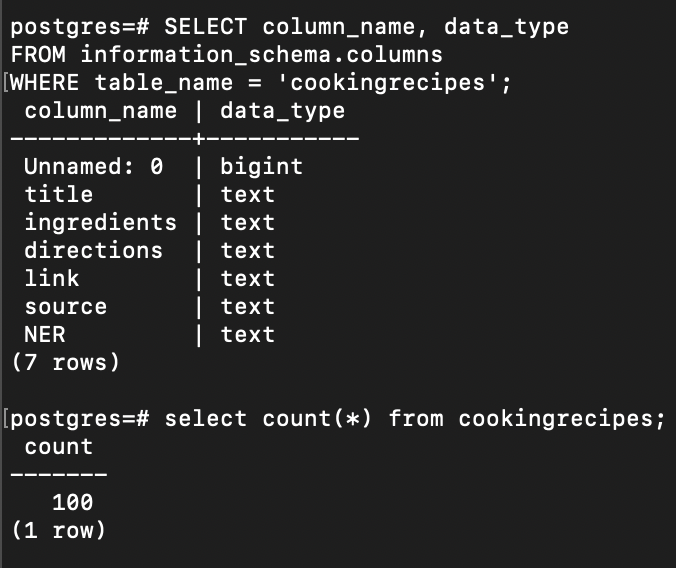 postgres=# SELECT column_name, data_type
FROM information_schema.columns
[WHERE table_name = 'cookingrecipes';
 column_name | data_type
-------------+-----------
 Unnamed: 0  | bigint
 title       | text
 ingredients | text
 directions  | text
 link        | text
 source      | text
 NER         | text
(7 rows)

[postgres=# select count(*) from cookingrecipes;
 count
-------
   100
(1 row)